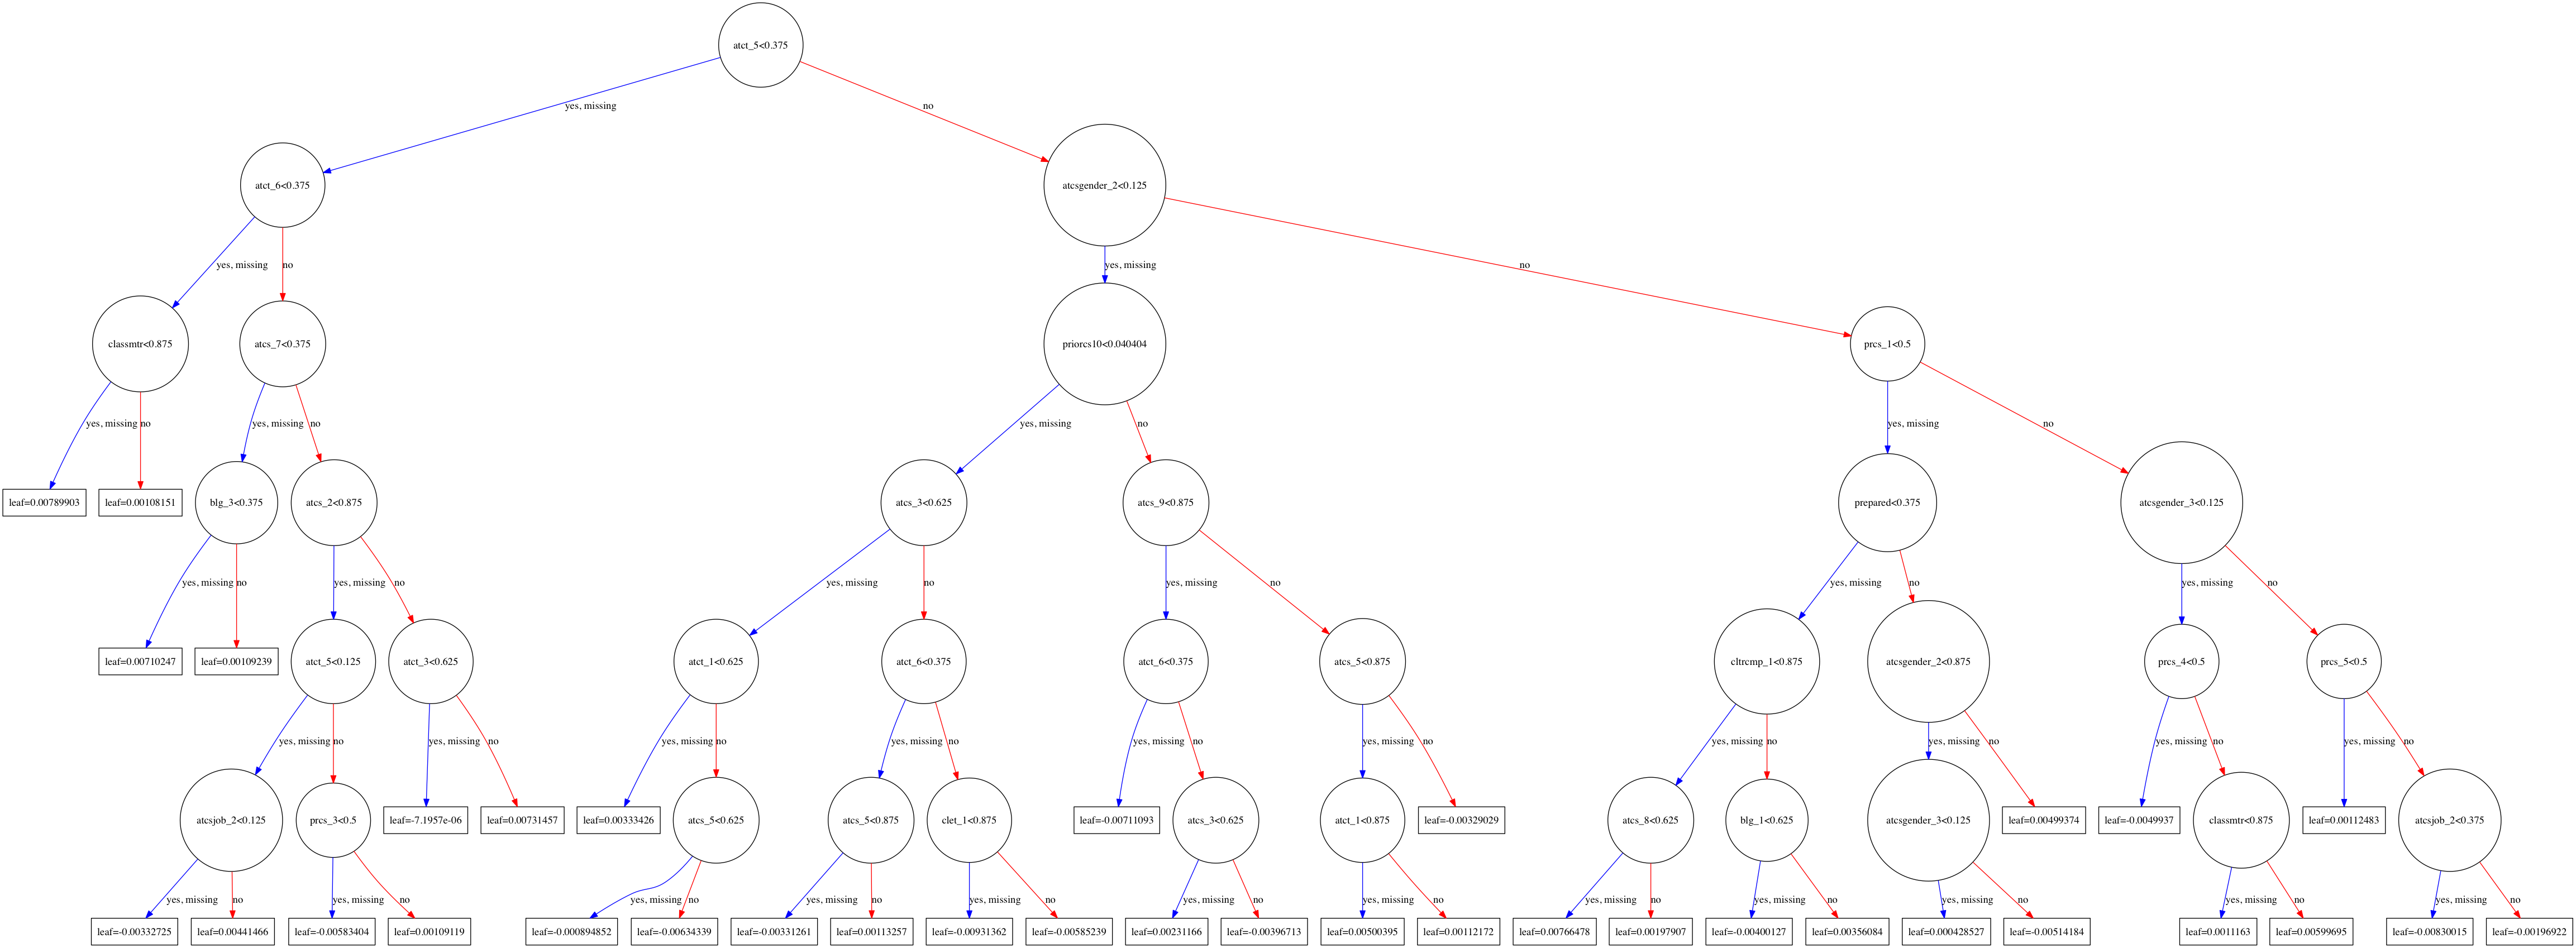 atct_5<0.375
yes, missing
no
atct_6<0.375
atcsgender_2<0.125
yes, missing
no
yes, missing
no
classmtr<0.875
atcs_7<0.375
priorcs10<0.040404
prcs_1<0.5
yes, missing
no
yes, missing
no
yes, missing
no
yes, missing
no
leaf=0.00789903
leaf=0.00108151
blg_3<0.375
atcs_2<0.875
atcs_3<0.625
atcs_9<0.875
prepared<0.375
atcsgender_3<0.125
yes, missing
no
yes, missing
no
yes, missing
no
yes, missing
no
yes, missing
no
yes, missing
no
leaf=0.00710247
leaf=0.00109239
atct_5<0.125
atct_3<0.625
atct_1<0.625
atct_6<0.375
atct_6<0.375
atcs_5<0.875
cltrcmp_1<0.875
atcsgender_2<0.875
prcs_4<0.5
prcs_5<0.5
yes, missing
no
yes, missing
no
yes, missing
no
yes, missing
no
yes, missing
no
yes, missing
no
yes, missing
no
yes, missing
no
yes, missing
no
yes, missing
no
atcsjob_2<0.125
prcs_3<0.5
leaf=-7.1957e-06
leaf=0.00731457
leaf=0.00333426
atcs_5<0.625
atcs_5<0.875
clet_1<0.875
leaf=-0.00711093
atcs_3<0.625
atct_1<0.875
leaf=-0.00329029
atcs_8<0.625
blg_1<0.625
atcsgender_3<0.125
leaf=0.00499374
leaf=-0.0049937
classmtr<0.875
leaf=0.00112483
atcsjob_2<0.375
yes, missing
no
yes, missing
no
yes, missing
no
yes, missing
no
yes, missing
no
yes, missing
no
yes, missing
no
yes, missing
no
yes, missing
no
yes, missing
no
yes, missing
no
yes, missing
no
leaf=-0.00332725
leaf=0.00441466
leaf=-0.00583404
leaf=0.00109119
leaf=-0.000894852
leaf=-0.00634339
leaf=-0.00331261
leaf=0.00113257
leaf=-0.00931362
leaf=-0.00585239
leaf=0.00231166
leaf=-0.00396713
leaf=0.00500395
leaf=0.00112172
leaf=0.00766478
leaf=0.00197907
leaf=-0.00400127
leaf=0.00356084
leaf=0.000428527
leaf=-0.00514184
leaf=0.0011163
leaf=0.00599695
leaf=-0.00830015
leaf=-0.00196922